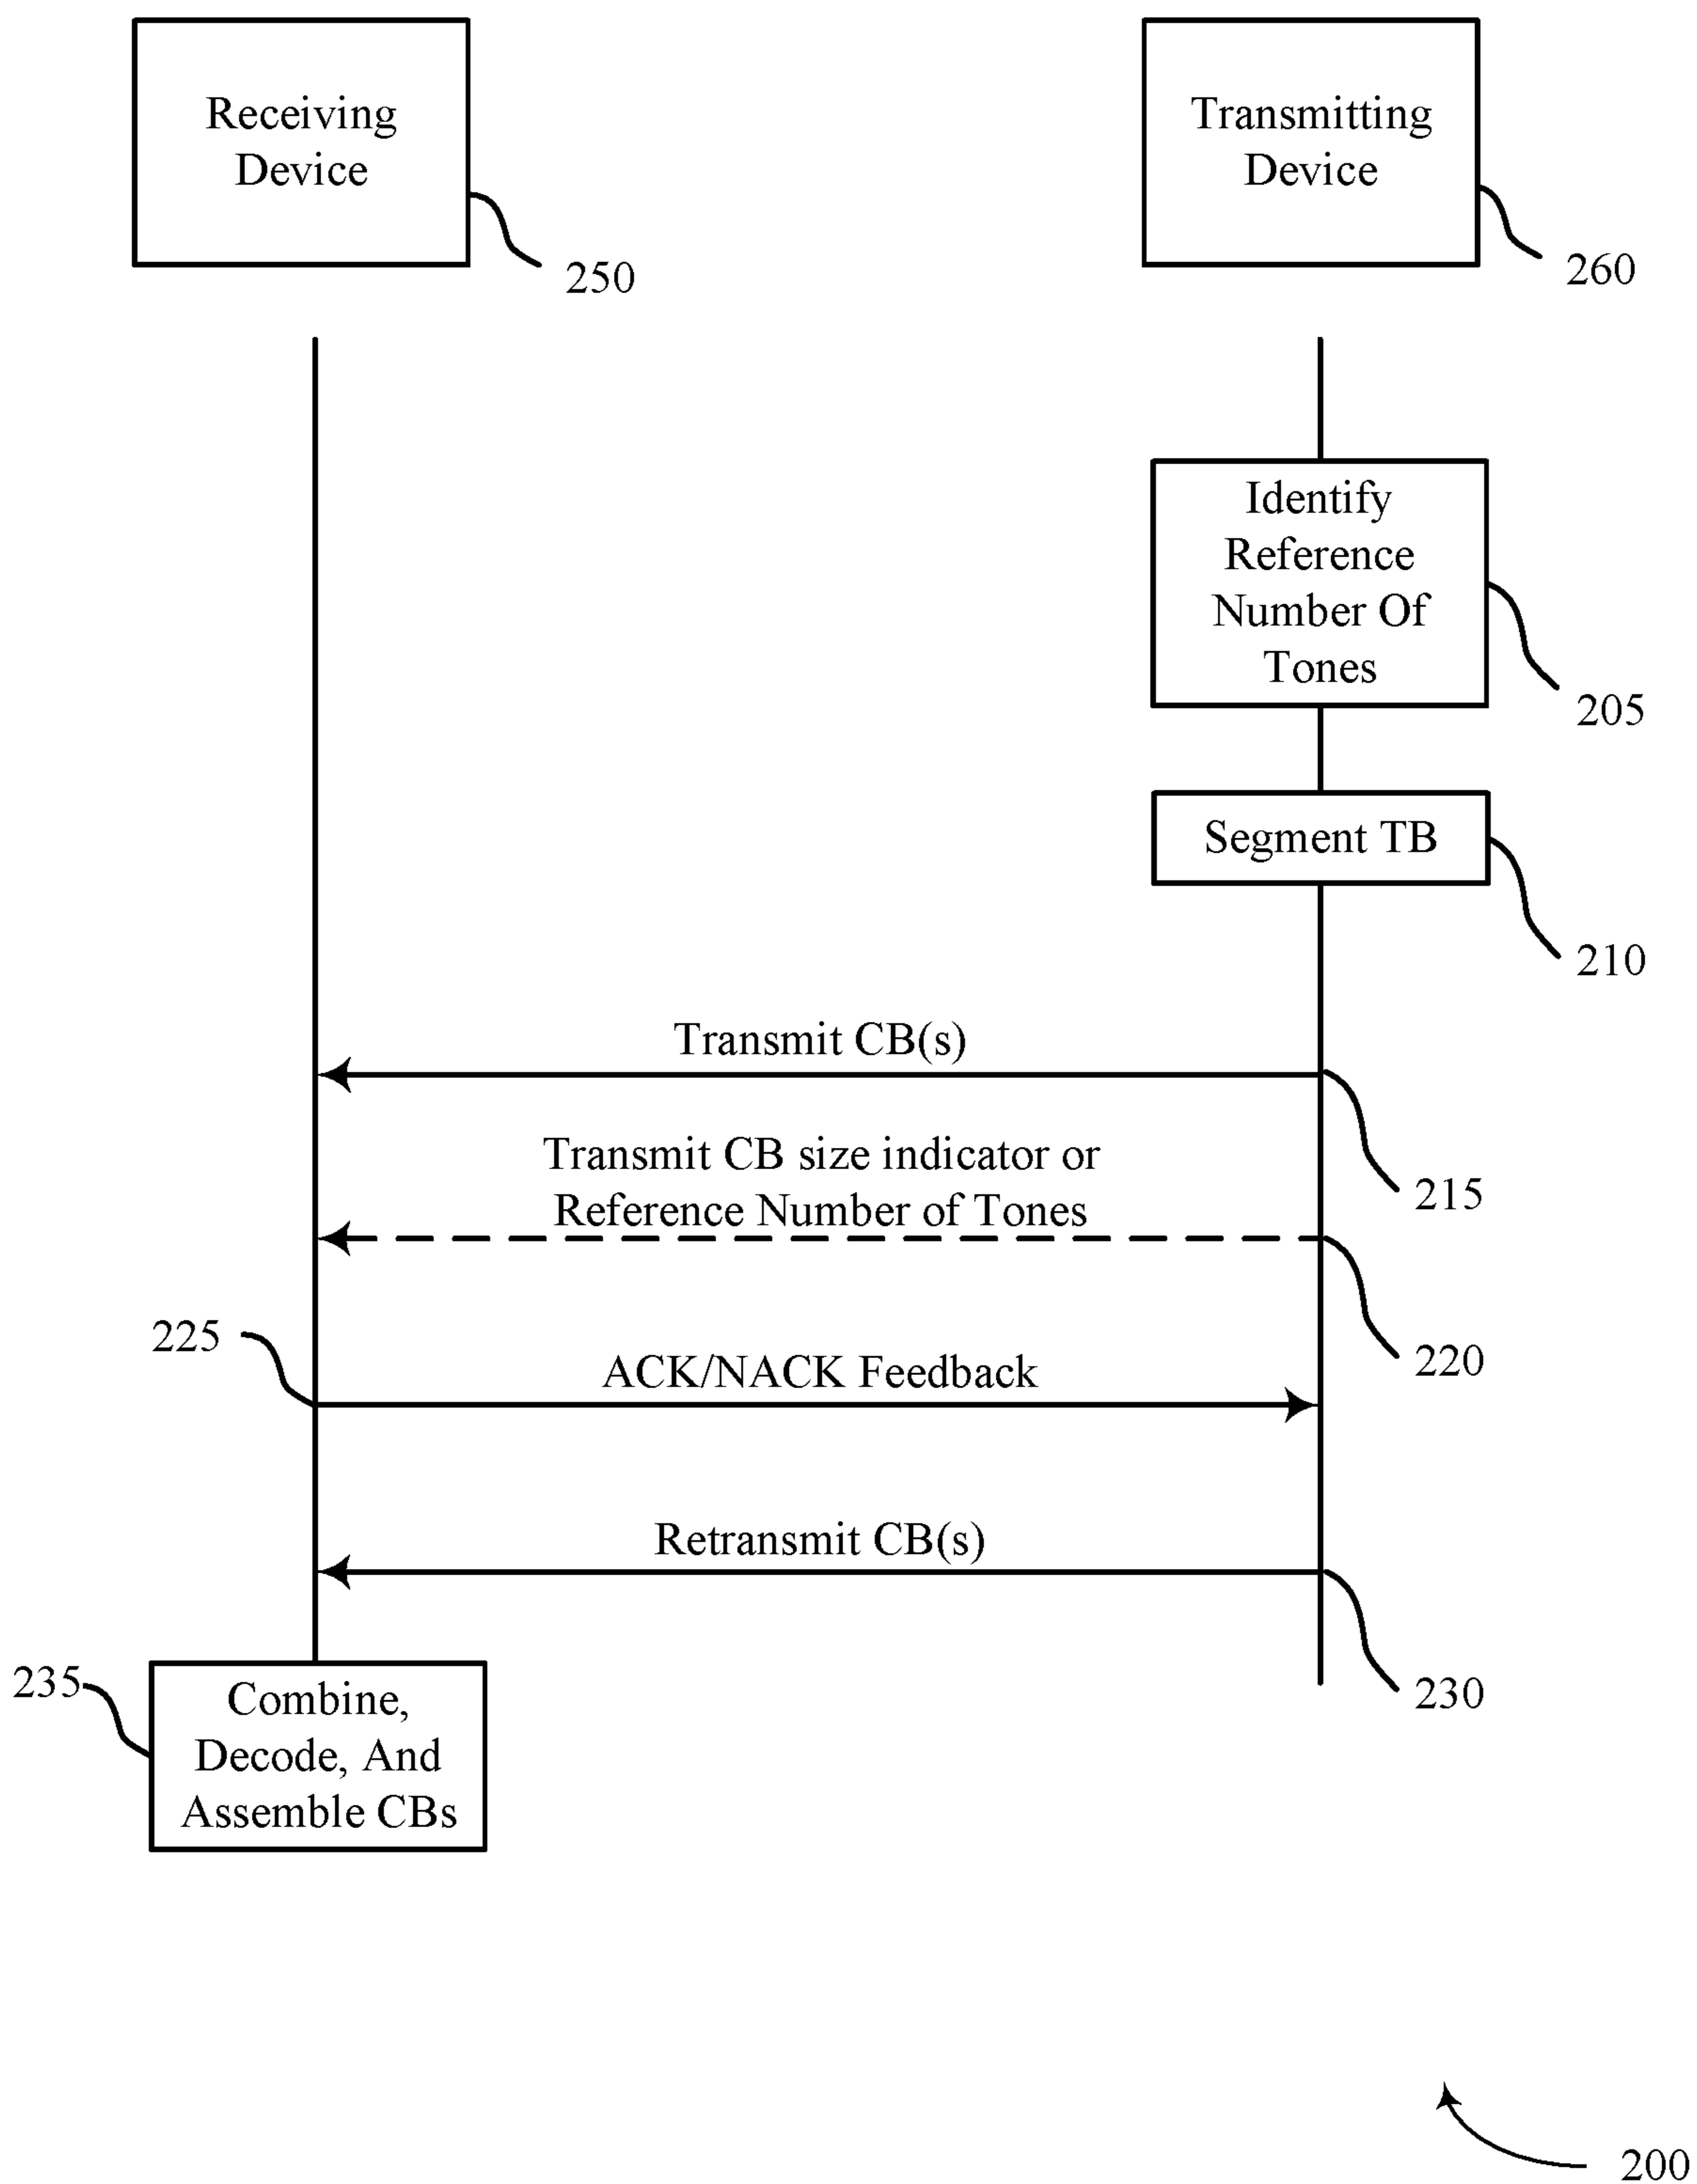 Receiving
Device
250
Transmitting
Device
260
Identify
Reference
Number Of
Tones
205
Segment TB
210
Transmit CB(s)
215
Transmit CB size indicator or
Reference Number of Tones
220
225
ACK/NACK Feedback
Retransmit CB(s)
230
235
Combine,
Decode, And
Assemble CBs
200